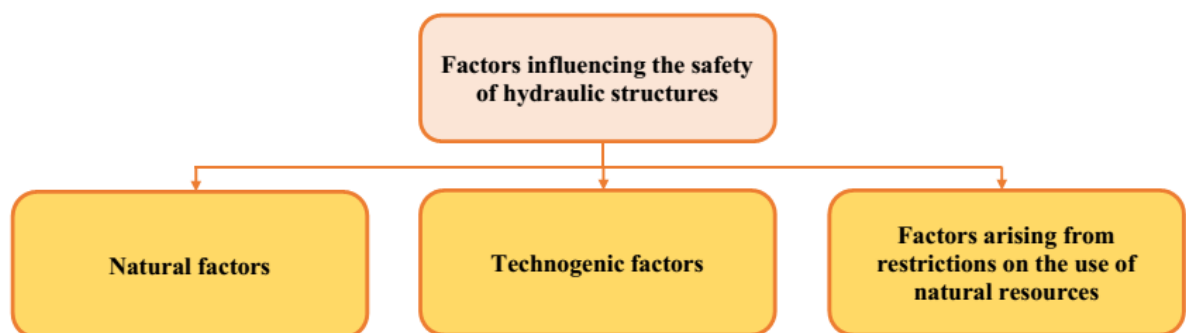 Factors influencing the safety
of hydraulic structures
Natural factors
Technogenic factors
Factors arising from
restrictions on the use of
natural resources